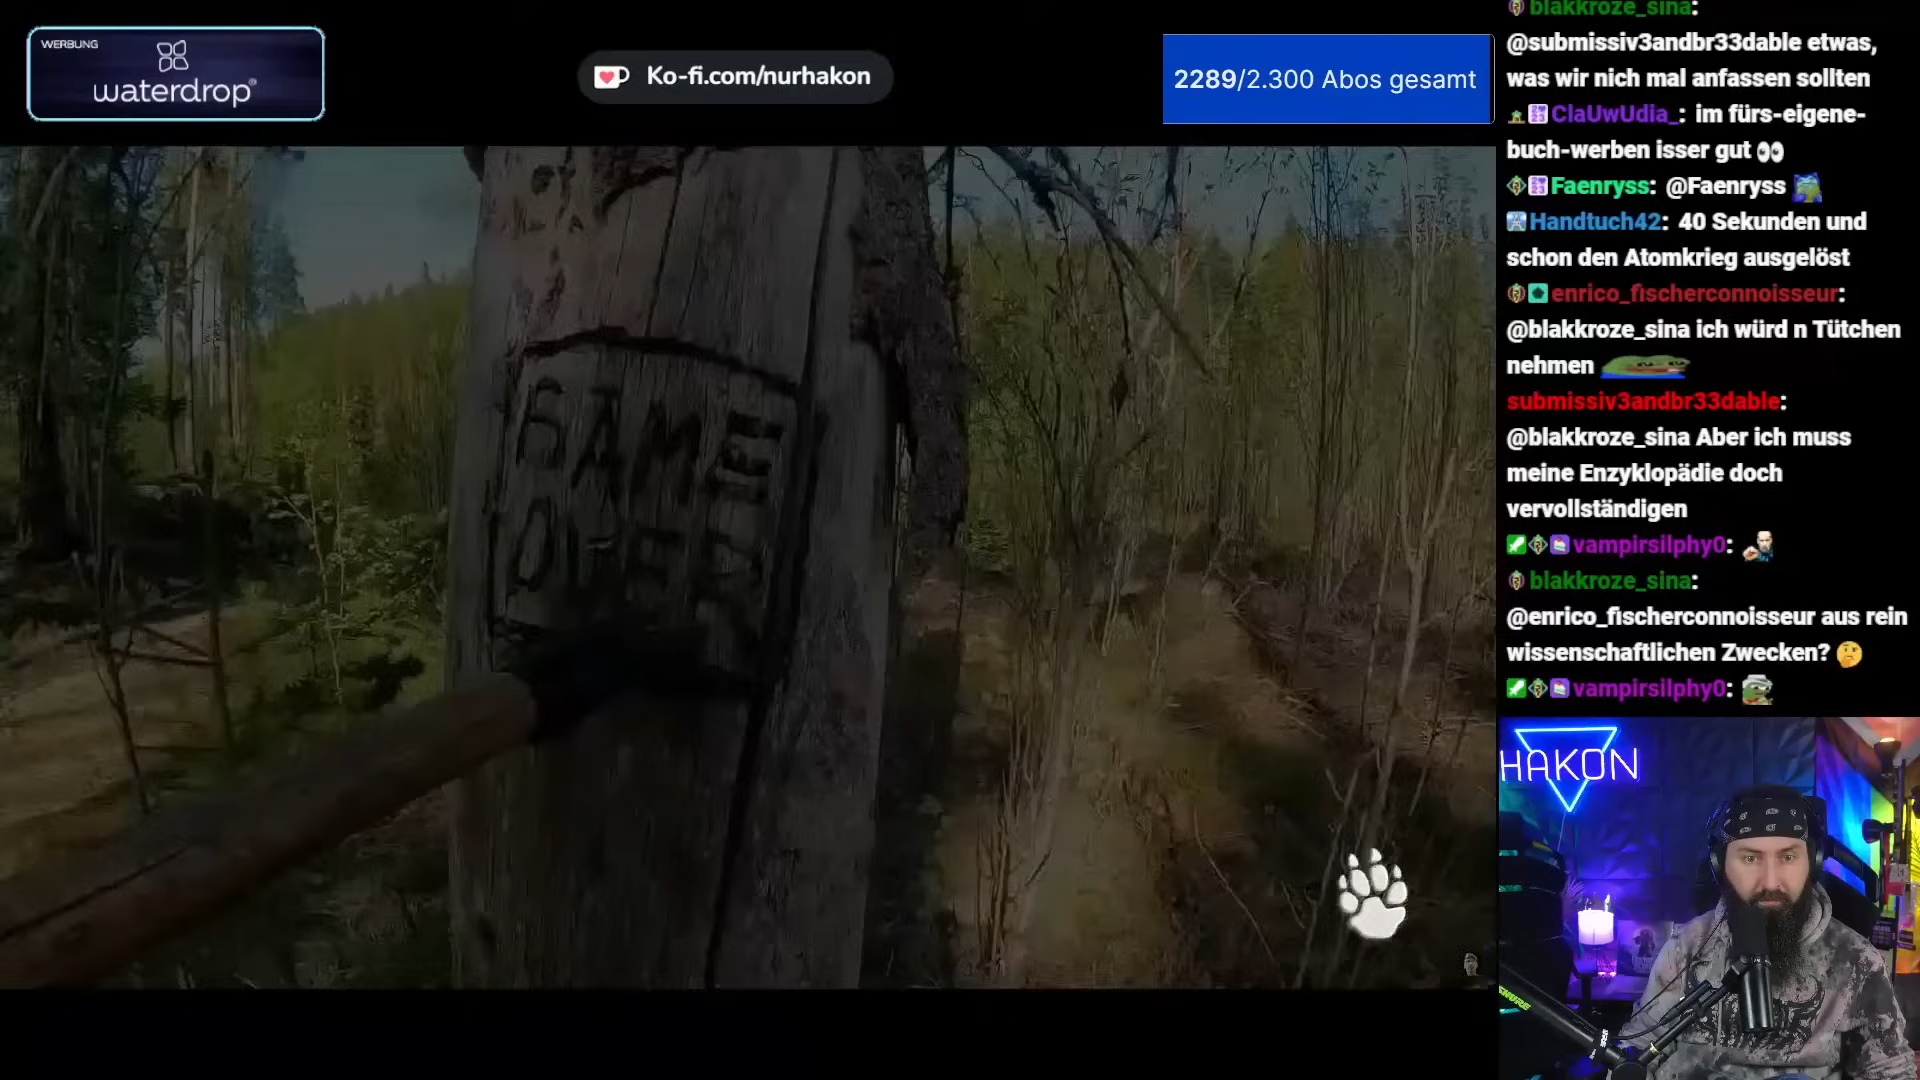 WERBUNG
waterdrop®
Ko-fi.com/nurhakon
2289/2.300 Abos gesamt
GAME
OVER
blakkroze_sina:
@submissiv3andbr33dable etwas,
was wir nich mal anfassen sollten
ClaUwUdia_: im fürs-eigene-
buch-werben isser gut
Faenryss: @Faenryss
Handtuch42: 40 Sekunden und
schon den Atomkrieg ausgelöst
enrico_fischerconnoisseur:
@blakkroze_sina ich würd n Tütchen
nehmen
submissiv3andbr33dable:
@blakkroze_sina Aber ich muss
meine Enzyklopädie doch
vervollständigen
vampirsilphy0:
blakkroze_sina:
@enrico_fischerconnoisseur aus rein
wissenschaftlichen Zwecken?
vampirsilphy0:
HAKON
SHURE